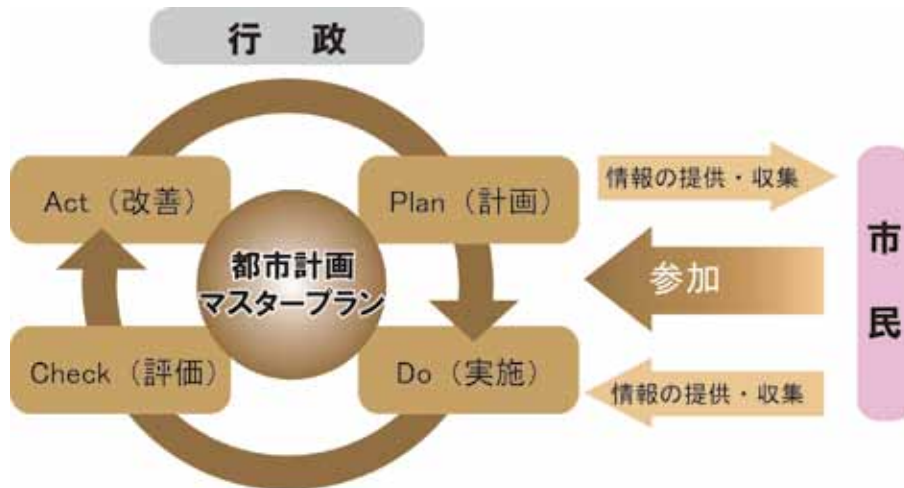 行 政
Act（改善）
Plan（計画）
情報の提供・収集
都市計画
マスタープラン
参加
市民
Check（評価）
Do（実施）
情報の提供・収集